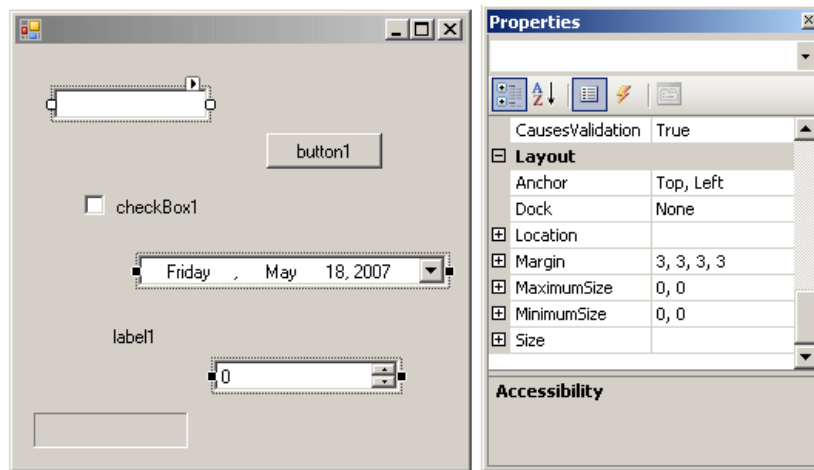 button1
checkBox1
Friday , May 18, 2007
label1
0
Properties
CausesValidation True
Layout
Anchor Top, Left
Dock None
Location
Margin 3, 3, 3, 3
MaximumSize 0, 0
MinimumSize 0, 0
Size
Accessibility